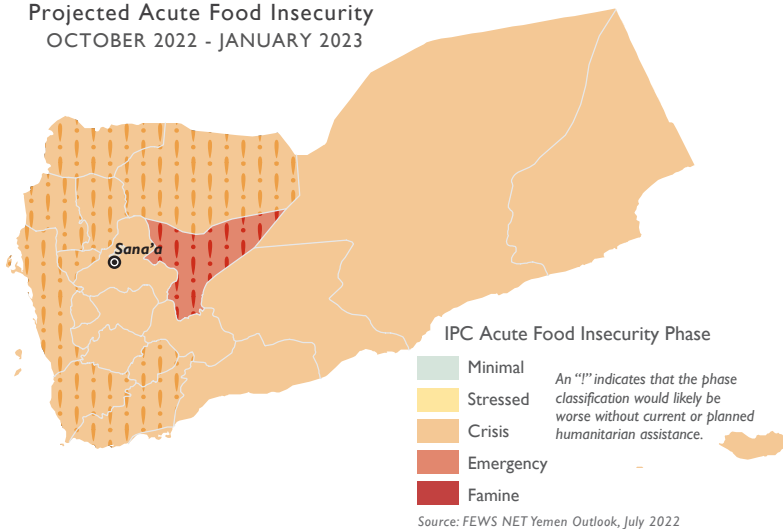 Projected Acute Food Insecurity
OCTOBER 2022 - JANUARY 2023
Sana'a
IPC Acute Food Insecurity Phase
Minimal
Stressed
Crisis
Emergency
Famine
An “!” indicates that the phase
classification would likely be
worse without current or planned
humanitarian assistance.
Source: FEWS NET Yemen Outlook, July 2022